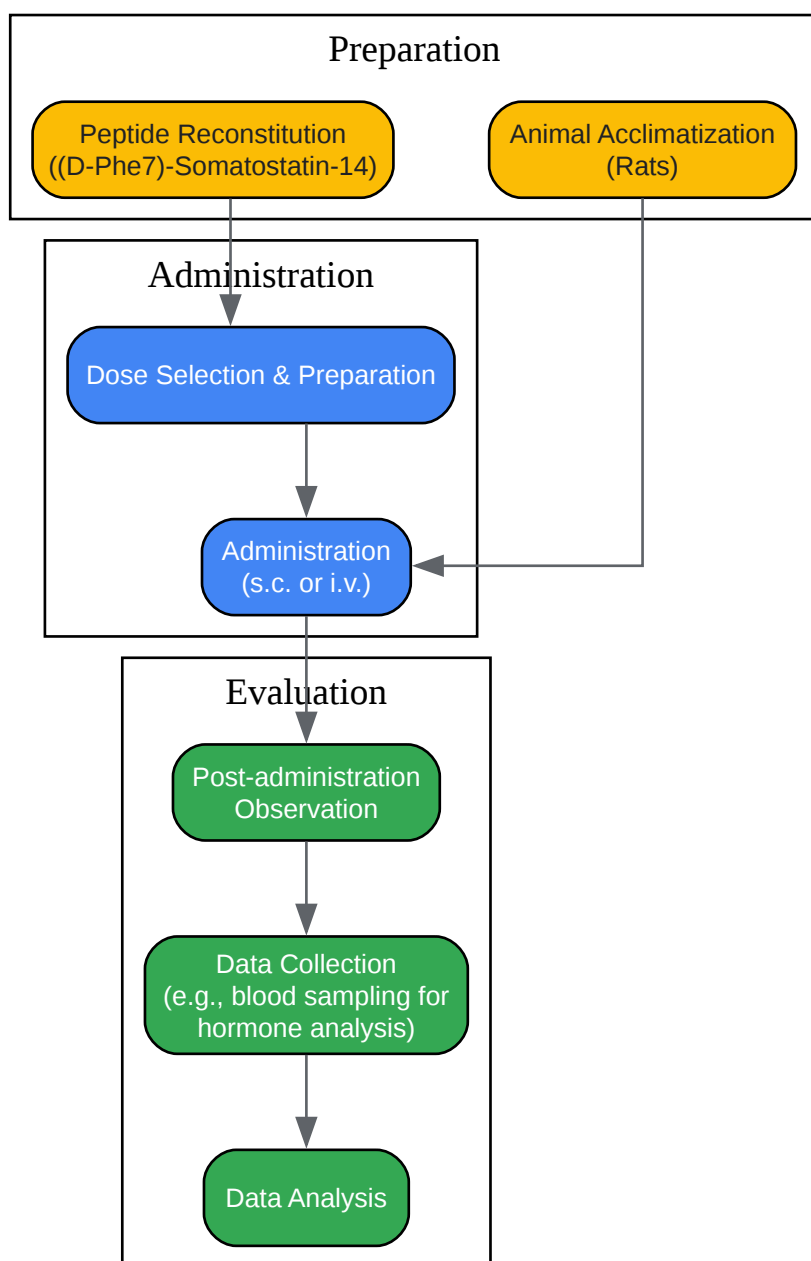 Preparation
Peptide Reconstitution
((D-Phe7)-Somatostatin-14)
Animal Acclimatization
(Rats)
Administration
Dose Selection & Preparation
Administration
(s.c. or i.v.)
Evaluation
Post-administration
Observation
Data Collection
(e.g., blood sampling for
hormone analysis)
Data Analysis